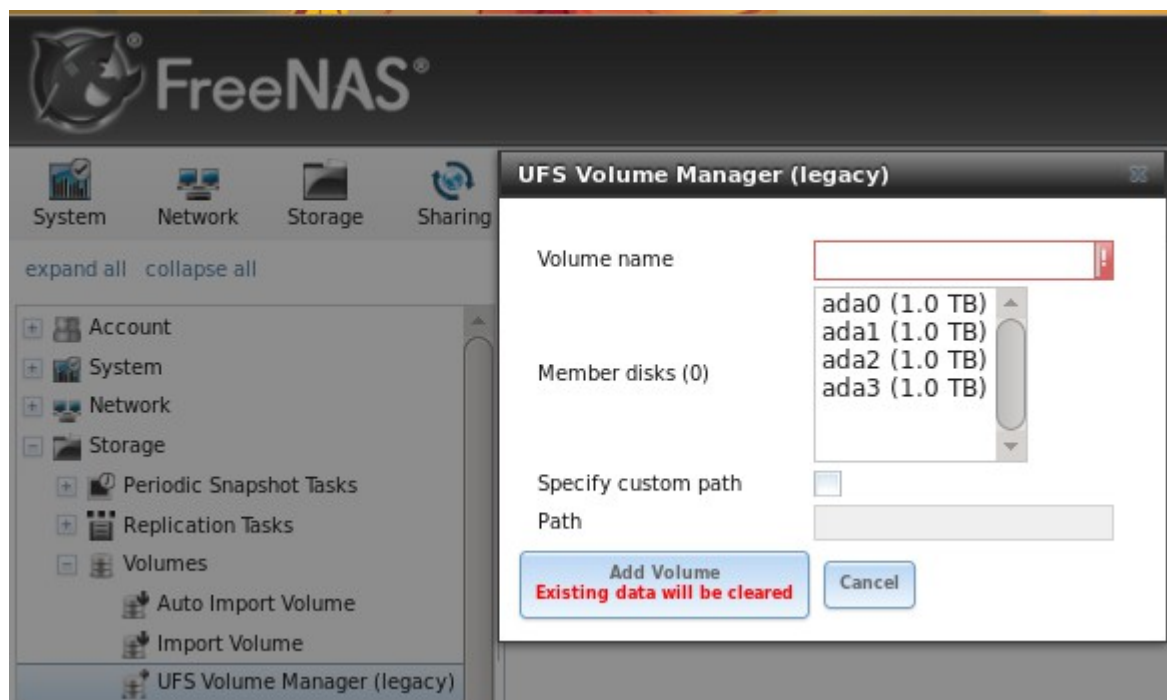 FreeNAS®
System
Network
Storage
Sharing
expand all collapse all
Account
System
Network
Storage
Periodic Snapshot Tasks
Replication Tasks
Volumes
Auto Import Volume
Import Volume
UFS Volume Manager (legacy)
UFS Volume Manager (legacy)
Volume name
!
Member disks (0)
ada0 (1.0 TB)
ada1 (1.0 TB)
ada2 (1.0 TB)
ada3 (1.0 TB)
Specify custom path
Path
Add Volume
Existing data will be cleared
Cancel